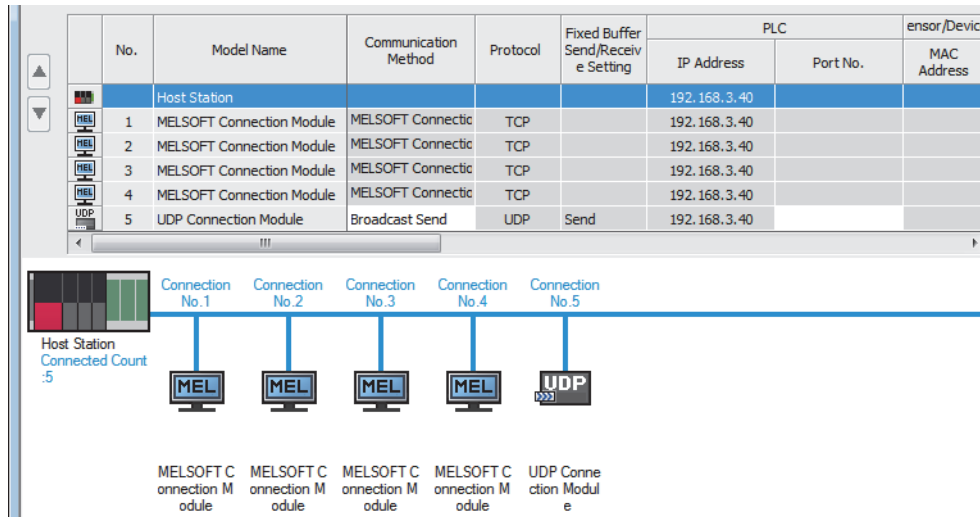 PLC ensor/Devic
No. Model Name Communication Method Protocol Fixed Buffer Send/Receiv e Setting IP Address Port No. MAC Address
Host Station 192.168.3.40
MEL 1 MELSOFT Connection Module MELSOFT Connectic TCP 192.168.3.40
MEL 2 MELSOFT Connection Module MELSOFT Connectic TCP 192.168.3.40
MEL 3 MELSOFT Connection Module MELSOFT Connectic TCP 192.168.3.40
MEL 4 MELSOFT Connection Module MELSOFT Connectic TCP 192.168.3.40
UDP 5 UDP Connection Module Broadcast Send UDP Send 192.168.3.40
Connection Connection Connection Connection Connection
No.1 No.2 No.3 No.4 No.5
Host Station
Connected Count
:5
MEL MEL MEL MEL UDP
MELSOFT C MELSOFT C MELSOFT C MELSOFT C UDP Conne
onnection M onnection M onnection M onnection M ction Modul
odule odule odule odule e